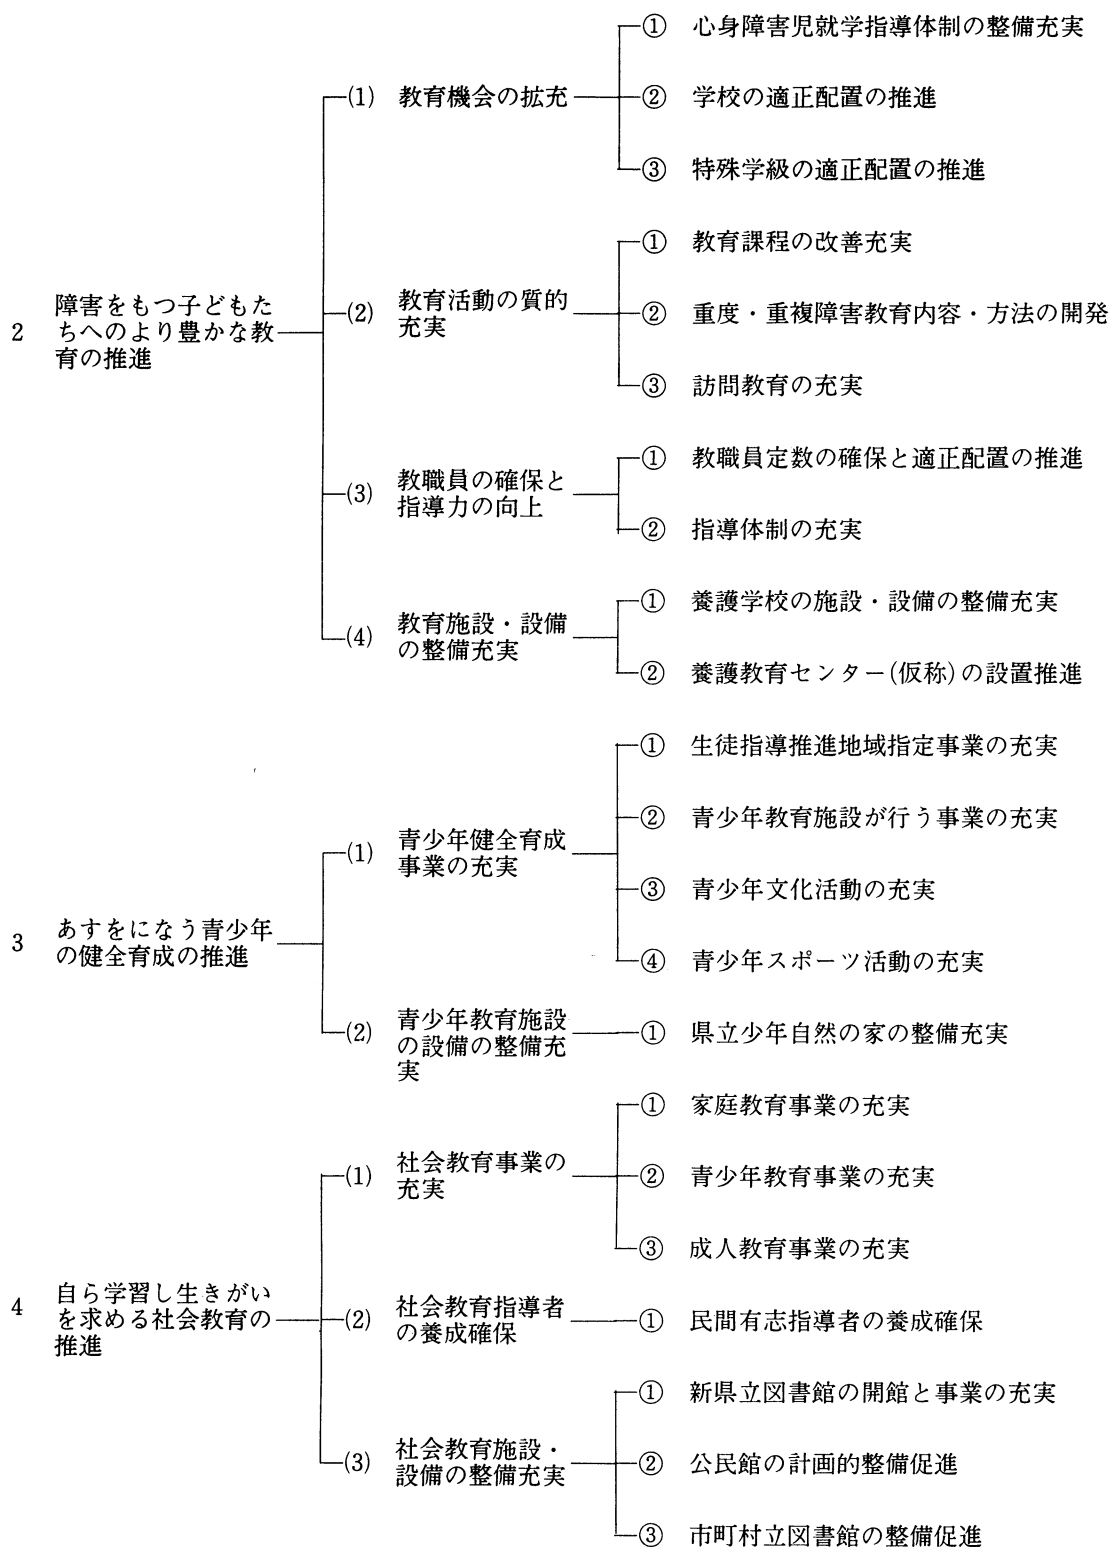 2 障害をもつ子どもた
ちへのより豊かな教
育の推進
(1) 教育機会の拡充
① 心身障害児就学指導体制の整備充実
② 学校の適正配置の推進
③ 特殊学級の適正配置の推進
(2) 教育活動の質的
充実
① 教育課程の改善充実
② 重度・重複障害教育内容・方法の開発
③ 訪問教育の充実
(3) 教職員の確保と
指導力の向上
① 教職員定数の確保と適正配置の推進
② 指導体制の充実
(4) 教育施設・設備
の整備充実
① 養護学校の施設・設備の整備充実
② 養護教育センター(仮称)の設置推進
3 あすをになう青少年
の健全育成の推進
(1) 青少年健全育成
事業の充実
① 生徒指導推進地域指定事業の充実
② 青少年教育施設が行う事業の充実
③ 青少年文化活動の充実
④ 青少年スポーツ活動の充実
(2) 青少年教育施設
の設備の整備充
実
① 県立少年自然の家の整備充実
4 自ら学習し生きがい
を求める社会教育の
推進
(1) 社会教育事業の
充実
① 家庭教育事業の充実
② 青少年教育事業の充実
③ 成人教育事業の充実
(2) 社会教育指導者
の養成確保
① 民間有志指導者の養成確保
(3) 社会教育施設・
設備の整備充実
① 新県立図書館の開館と事業の充実
② 公民館の計画的整備促進
③ 市町村立図書館の整備促進